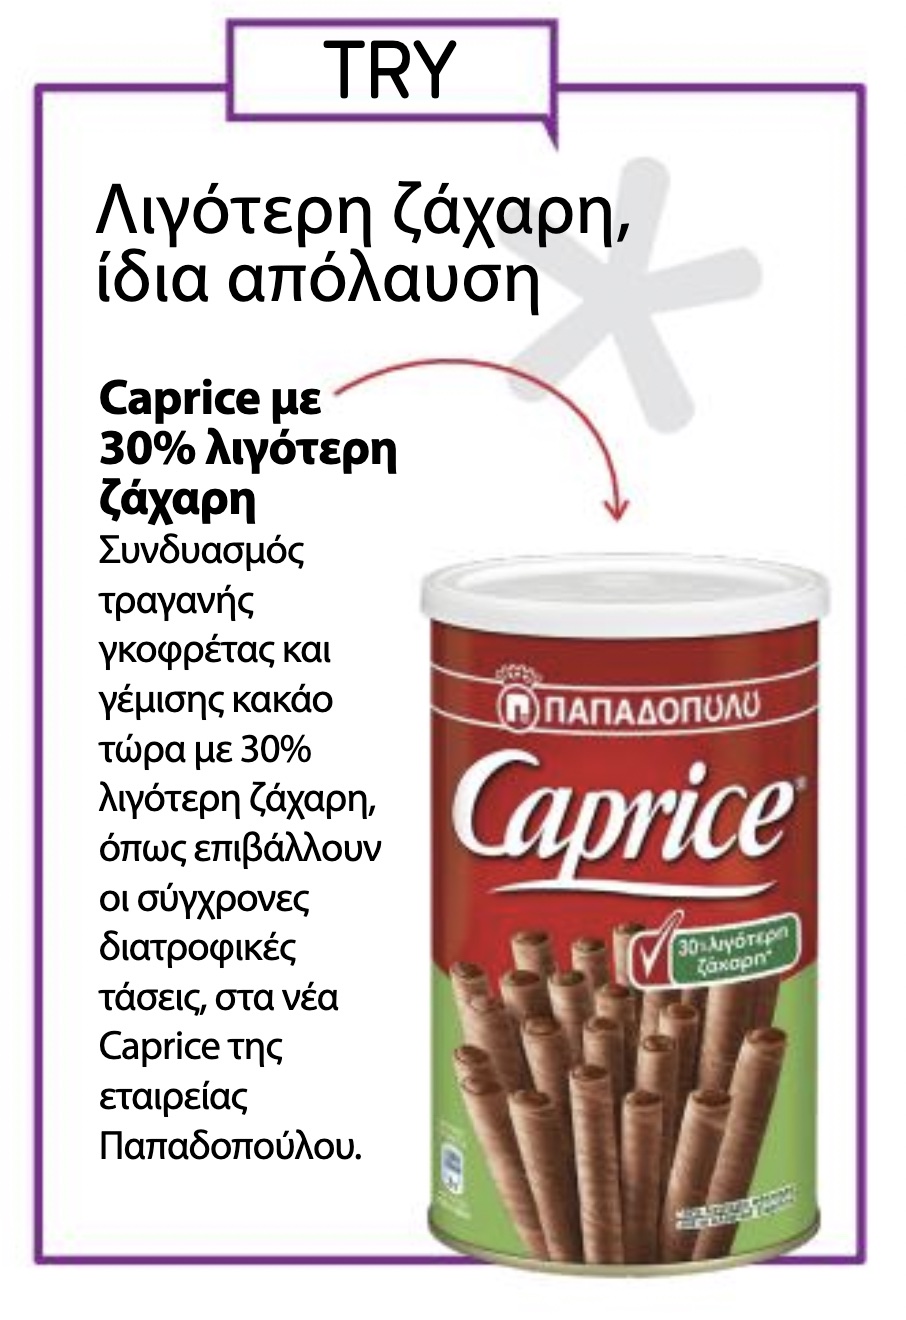 TRY
Λιγότερη ζάχαρη,
ίδια απόλαυση
Caprice με
30% λιγότερη
ζάχαρη
Συνδυασμός
τραγανής
γκοφρέτας και
γέμισης κακάο
τώρα με 30%
λιγότερη ζάχαρη,
όπως επιβάλλουν
οι σύγχρονες
διατροφικές
τάσεις, στα νέα
Caprice της
εταιρείας
Παπαδοπούλου.
ΠΑΠΑΔΟΠΟΥΛΟΥ
Caprice®
30% λιγότερη
ζάχαρη*